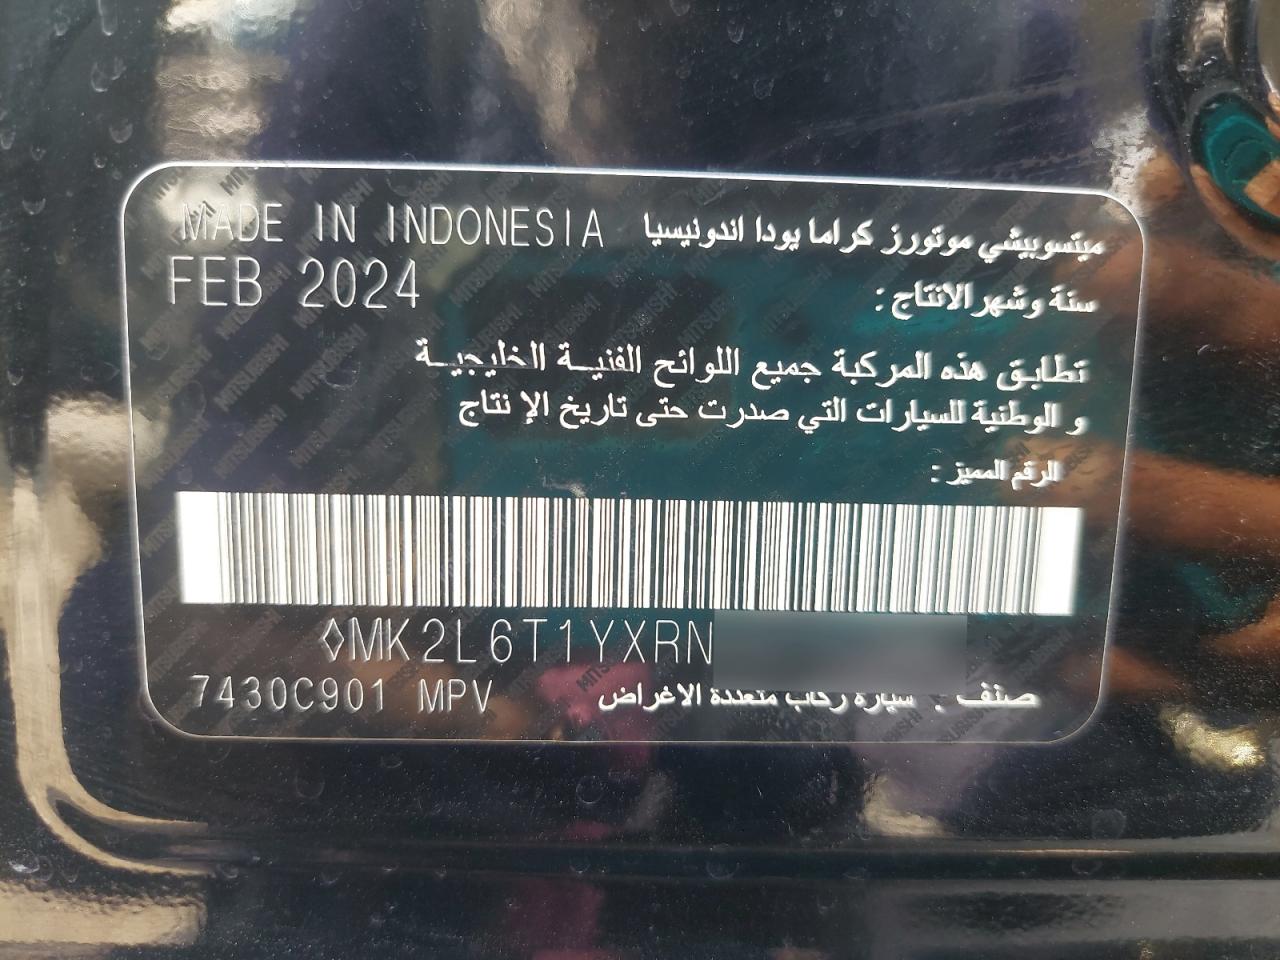 MADE IN INDONESIA ميتسوبيشي موتورز كراما يودا اندونيسيا
FEB 2024 سنة وشهر الانتاج :
تطابق هذه المركبة جميع اللوائح الفنية الخليجية
و الوطنية للسيارات التي صدرت حتى تاريخ الإ نتاج
الرقم المميز :
◊MK2L6T1YXRN
7430C901 MPV صنف : سيارة ركاب متعددة الاغراض